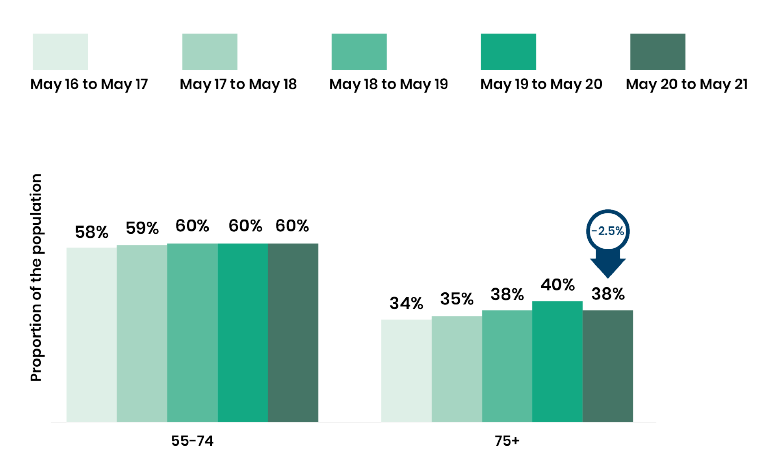 May 16 to May 17
May 17 to May 18
May 18 to May 19
May 19 to May 20
May 20 to May 21
Proportion of the population
58%
59%
60%
60%
60%
34%
35%
38%
40%
38%
-2.5%
55-74
75+